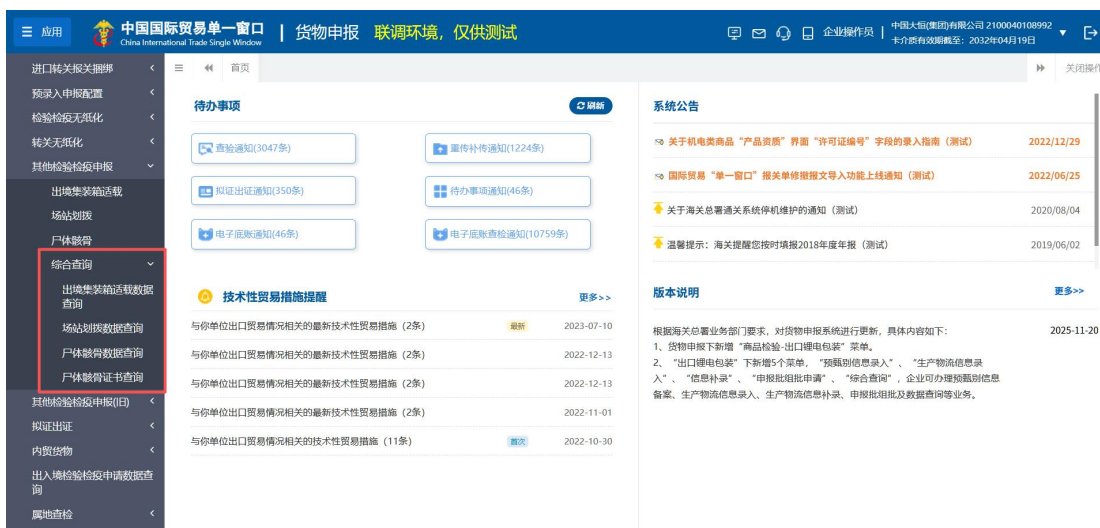 应用
中国国际贸易单一窗口
China International Trade Single Window
货物申报
联调环境，仅供测试
企业操作员
中国大恒(集团)有限公司 2100040108992
卡介质有效期截至：2032年04月19日
进口转关报关捆绑
预录入申报配置
检验检疫无纸化
转关无纸化
其他检验检疫申报
出境集装箱适载
场站划拨
尸体骸骨
综合查询
出境集装箱适载数据
查询
场站划拨数据查询
尸体骸骨数据查询
尸体骸骨证书查询
其他检验检疫申报(旧)
拟证出证
内贸货物
出入境检验检疫申请数据查
询
属地查检
首页
关闭操作
待办事项
刷新
查验通知(3047条)
重传补传通知(1224条)
拟证出证通知(350条)
待办事项通知(46条)
电子底账通知(46条)
电子底账查检通知(10759条)
技术性贸易措施提醒
更多>>
与你单位出口贸易情况相关的最新技术性贸易措施（2条） 最新 2023-07-10
与你单位出口贸易情况相关的最新技术性贸易措施（2条） 2022-12-13
与你单位出口贸易情况相关的最新技术性贸易措施（2条） 2022-12-13
与你单位出口贸易情况相关的最新技术性贸易措施（2条） 2022-11-01
与你单位出口贸易情况相关的技术性贸易措施（11条） 首次 2022-10-30
系统公告
关于机电类商品“产品资质”界面“许可证编号”字段的录入指南（测试） 2022/12/29
国际贸易“单一窗口”报关单修撤报文导入功能上线通知（测试） 2022/06/25
关于海关总署通关系统停机维护的通知（测试） 2020/08/04
温馨提示：海关提醒您按时填报2018年度年报（测试） 2019/06/02
版本说明
更多>>
根据海关总署业务部门要求，对货物申报系统进行更新，具体内容如下： 2025-11-20
1、货物申报下新增“商品检验-出口锂电包装”菜单。
2、“出口锂电包装”下新增5个菜单，“预甄别信息录入”、“生产物流信息录
入”、“信息补录”、“申报批组批申请”、“综合查询”，企业可办理预甄别信息
备案、生产物流信息录入、生产物流信息补录、申报批组批及数据查询等业务。